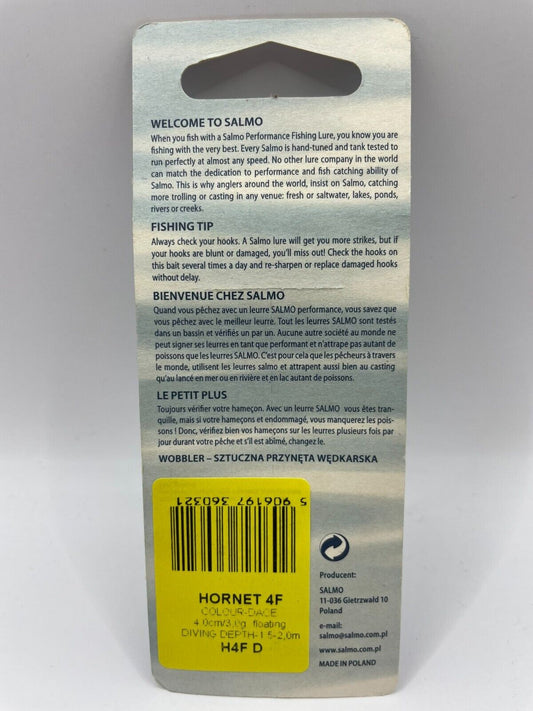 WELCOME TO SALMO
When you fish with a Salmo Performance Fishing Lure, you know you are
fishing with the very best. Every Salmo is hand-tuned and tank tested to
run perfectly at almost any speed. No other lure company in the world
can match the dedication to performance and fish catching ability of
Salmo. This is why anglers around the world, insist on Salmo, catching
more trolling or casting in any venue: fresh or saltwater, lakes, ponds,
rivers or creeks.
FISHING TIP
Always check your hooks. A Salmo lure will get you more strikes, but if
your hooks are blunt or damaged, you'll miss out! Check the hooks on
this bait several times a day and re-sharpen or replace damaged hooks
without delay.
BIENVENUE CHEZ SALMO
Quand vous pêchez avec un leurre SALMO performance, vous savez que
vous pêchez avec le meilleur leurre. Tout les leurres SALMO sont testés
dans un bassin et vérifiés un par un. Aucune autre société au monde ne
peut signer ses leurres en tant que performant et n'attrape pas autant de
poissons que les leurres SALMO. C'est pour cela que les pêcheurs à travers
le monde, utilisent les leurres salmo et attrapent aussi bien au casting
qu'au lancé en mer ou en rivière et en lac autant de poissons.
LE PETIT PLUS
Toujours vérifier votre hameçon. Avec un leurre SALMO vous êtes tran-
quille, mais si votre hameçons et endommagé, vous manquerez les pois-
sons ! Donc, vérifiez bien vos hameçons sur les leurres plusieurs fois par
jour durant votre pêche et s'il est abîmé, changez le.
WOBBLER – SZTUCZNA PRZYNĘTA WĘDKARSKA
5 906197 360321
HORNET 4F
COLOUR-DACE
4.0cm/3.0g floating
DIVING DEPTH-1.5-2,0m
H4F D
Producent:
SALMO
11-036 Gietrzwałd 10
Poland
e-mail:
salmo@salmo.com.pl
www.salmo.com.pl
MADE IN POLAND